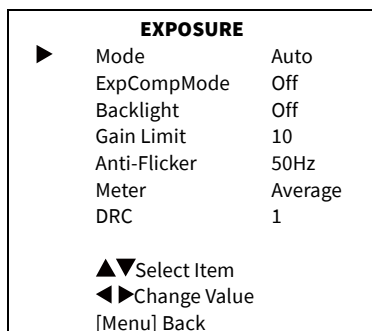 EXPOSURE
▶ Mode Auto
ExpCompMode Off
Backlight Off
Gain Limit 10
Anti-Flicker 50Hz
Meter Average
DRC 1
▲▼Select Item
◀ ▶Change Value
[Menu] Back